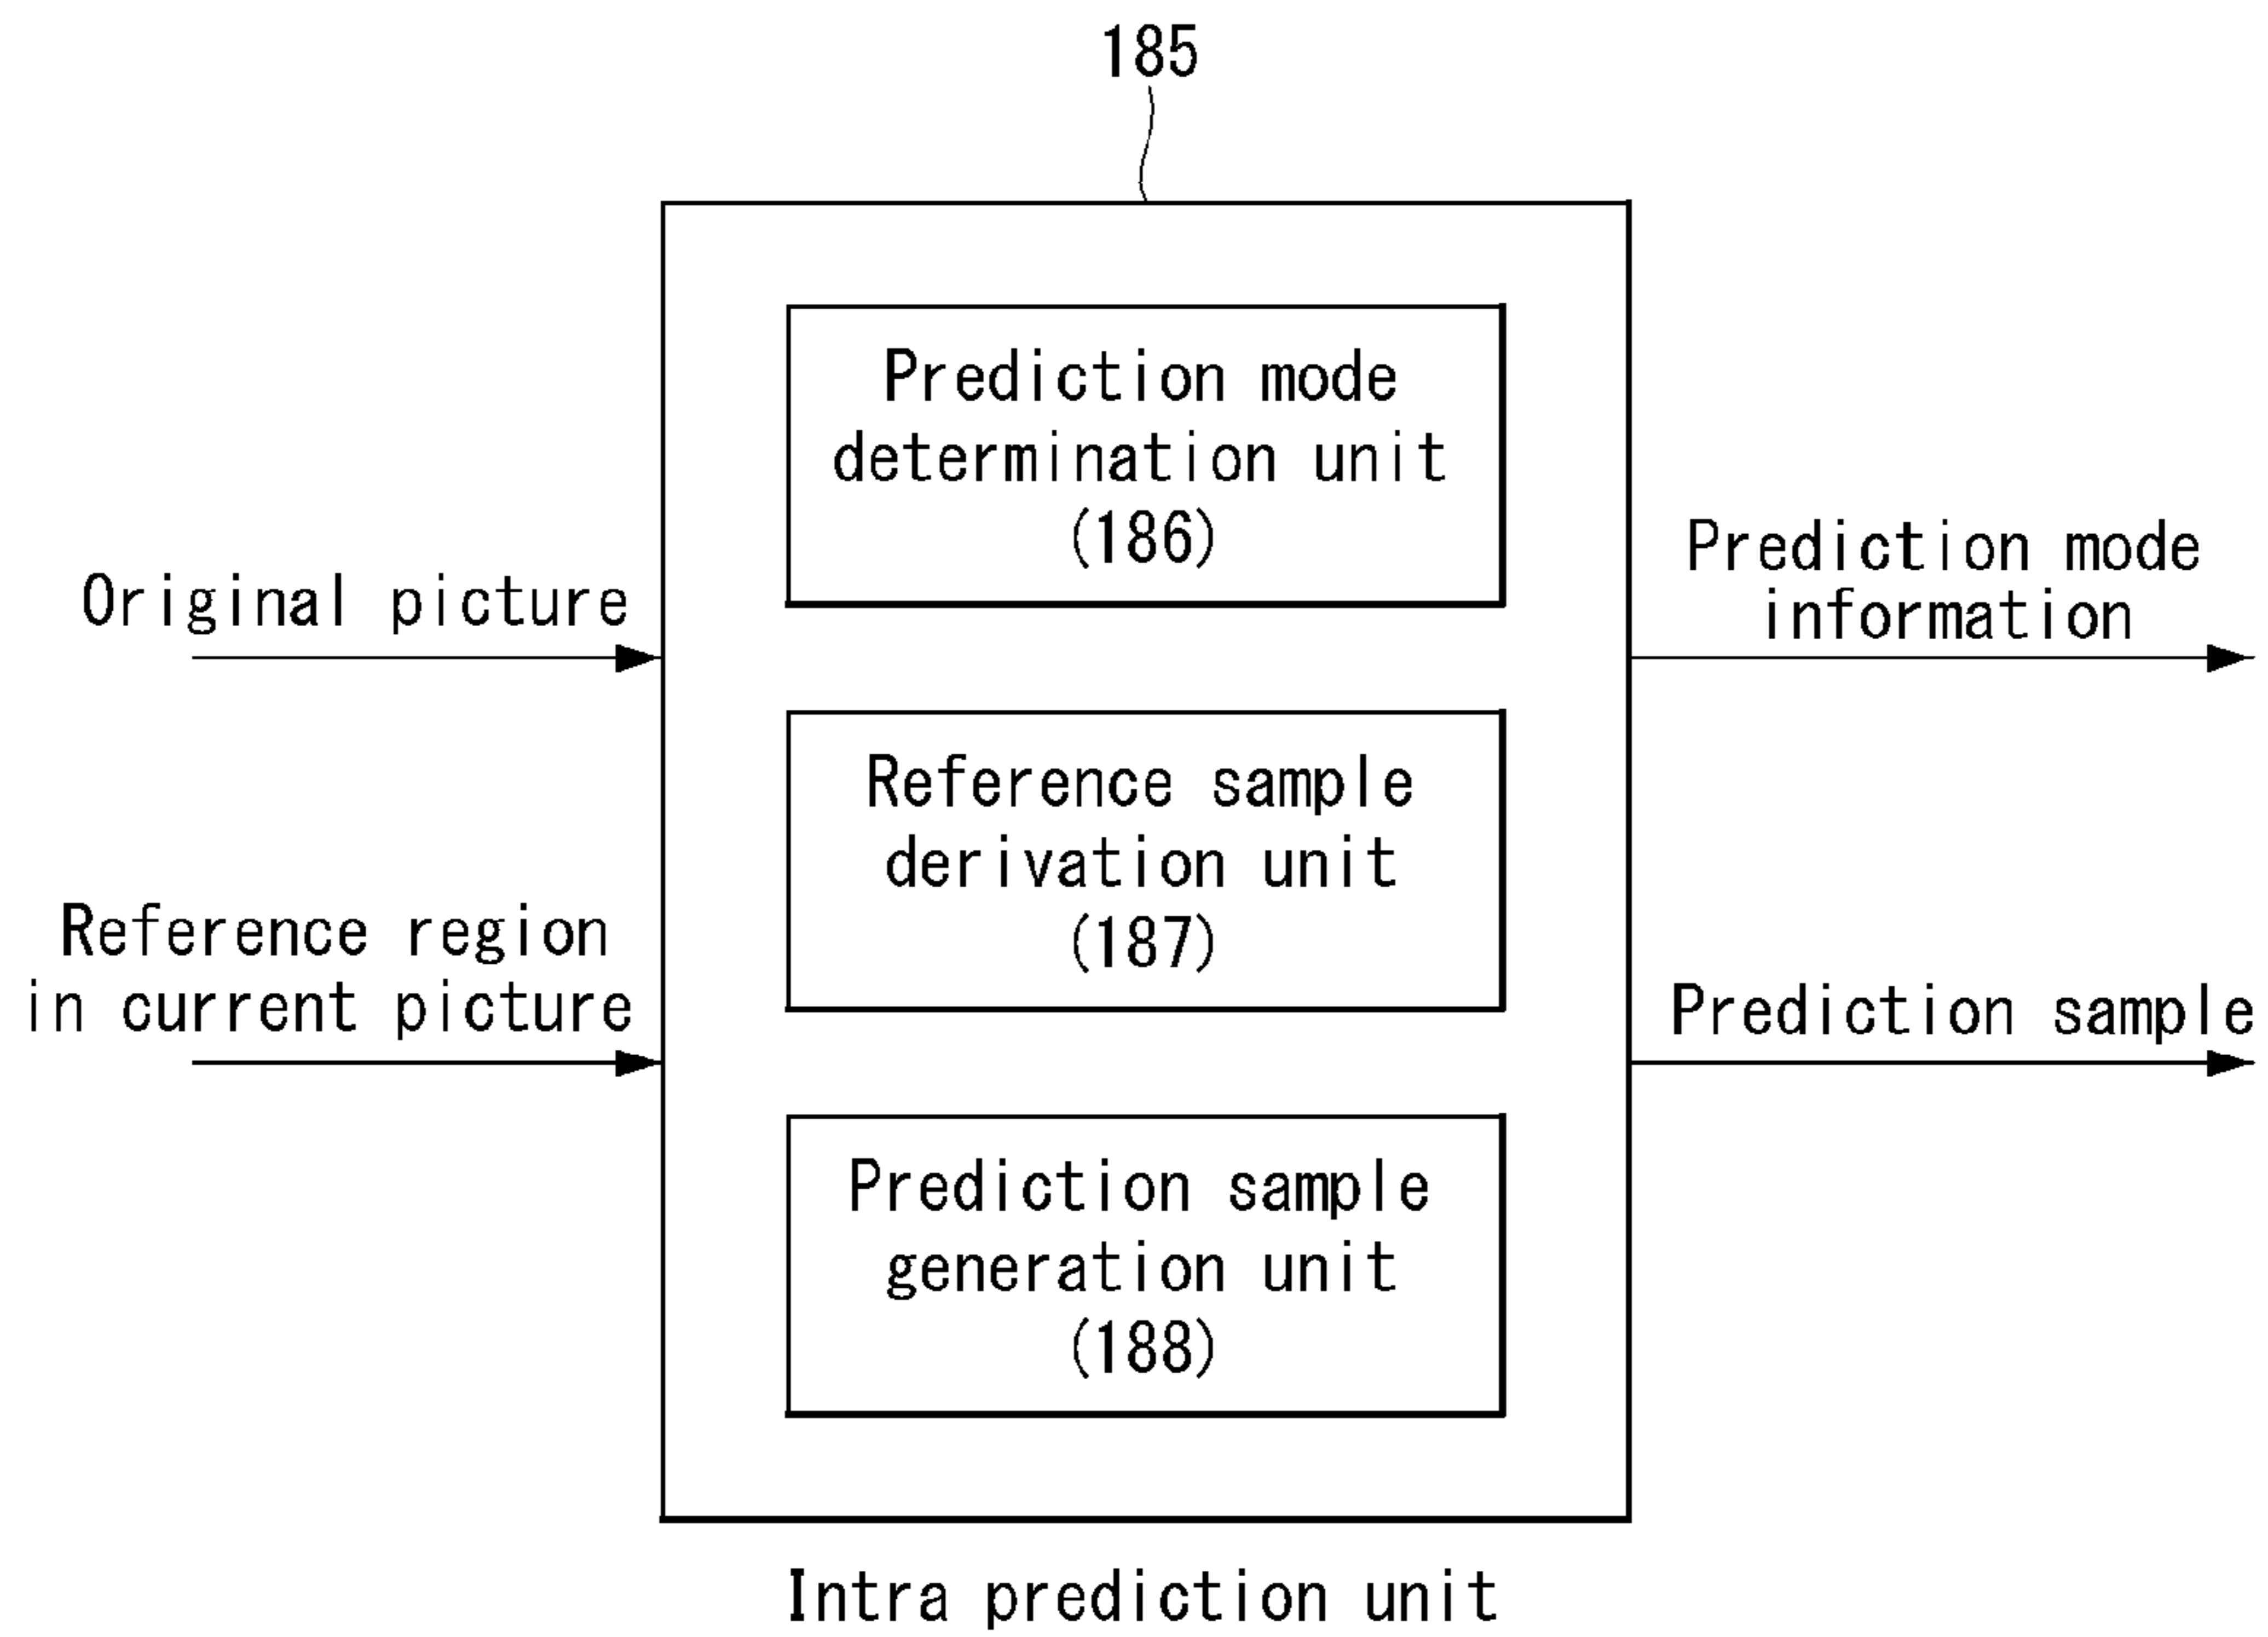 185
Prediction mode
determination unit
(186)
Original picture
Prediction mode
information
Reference sample
derivation unit
(187)
Reference region
in current picture
Prediction sample
Prediction sample
generation unit
(188)
Intra prediction unit